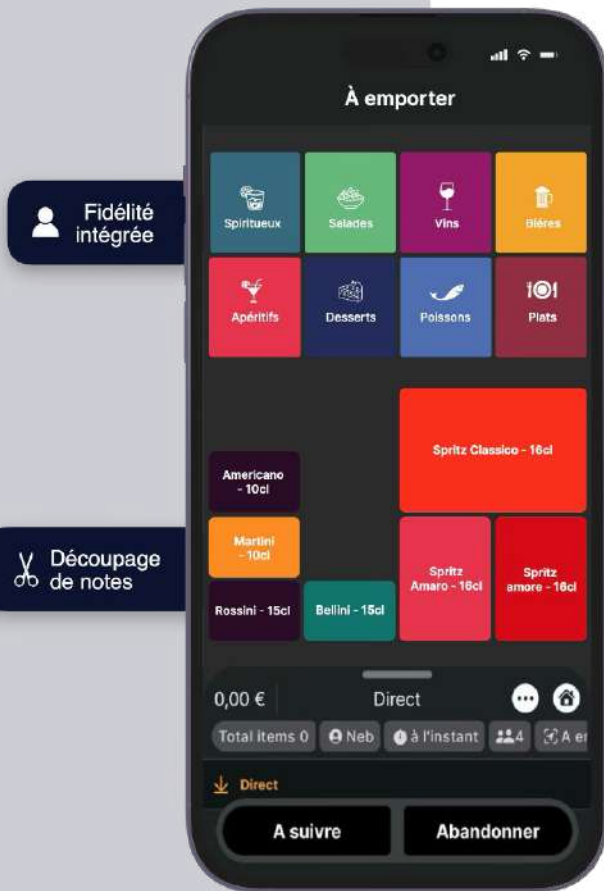 À emporter
Fidélité
intégrée
Spiritueux
Salades
Vins
Bières
Apéritifs
Desserts
Poissons
Plats
Spritz Classico - 16cl
Americano
- 10cl
Martini
- 10cl
Spritz
Amaro - 16cl
Spritz
amore - 16cl
Découpage
de notes
Rossini - 15cl
Bellini - 15cl
0,00 €
Direct
Total items 0
Neb
à l'instant
4
A er
Direct
A suivre
Abandonner